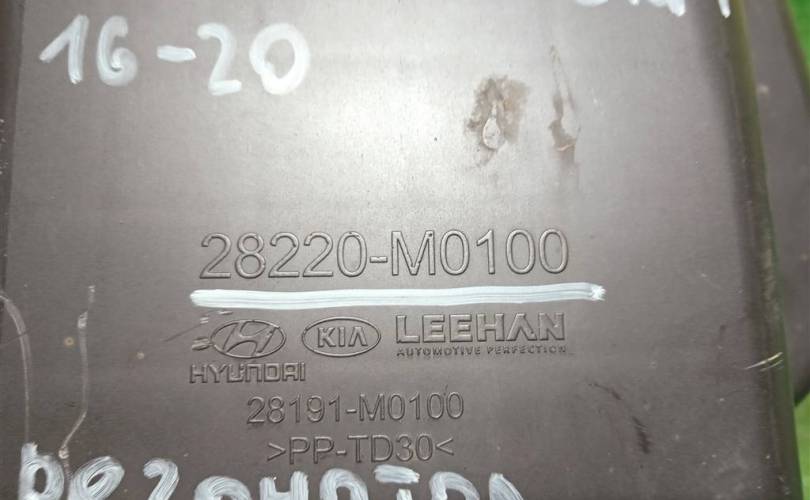 16-20
28220-M0100
HYUNDAI KIA LEEHAN
AUTOMOTIVE PERFECTION
28191-M0100
>PP-TD30<